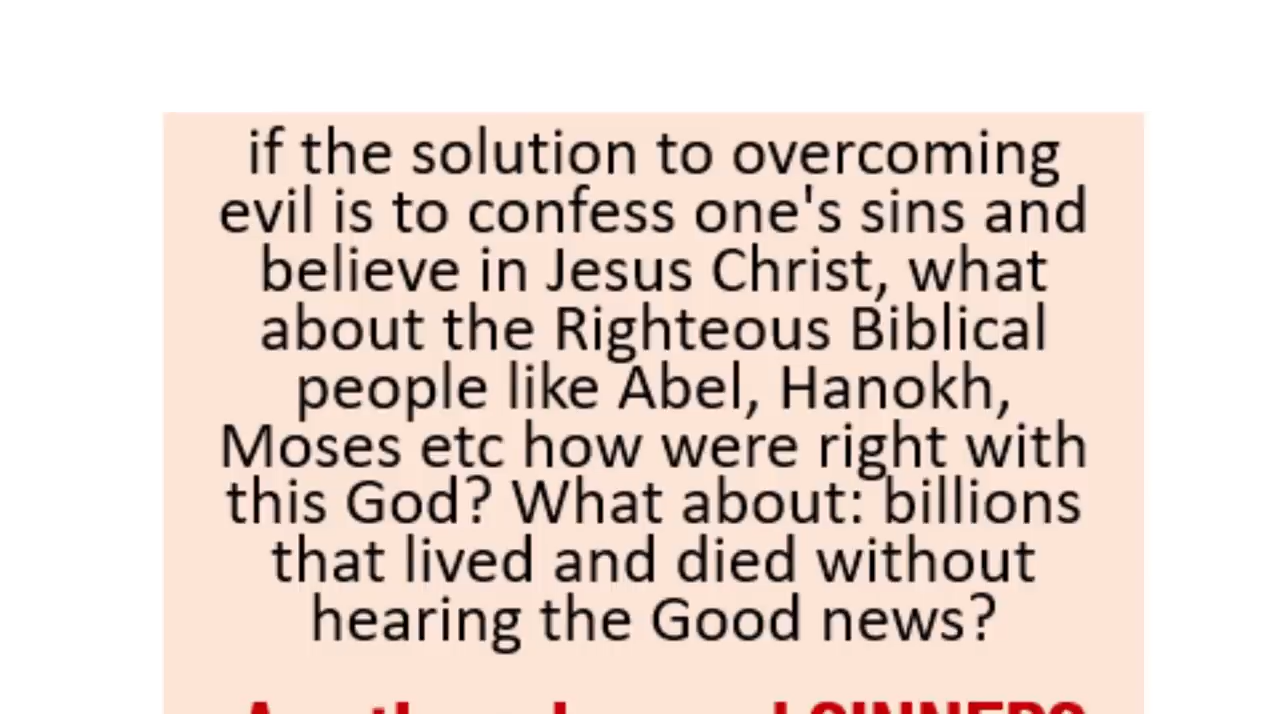 if the solution to overcoming
evil is to confess one's sins and
believe in Jesus Christ, what
about the Righteous Biblical
people like Abel, Hanokh,
Moses etc how were right with
this God? What about: billions
that lived and died without
hearing the Good news?
SINNERS